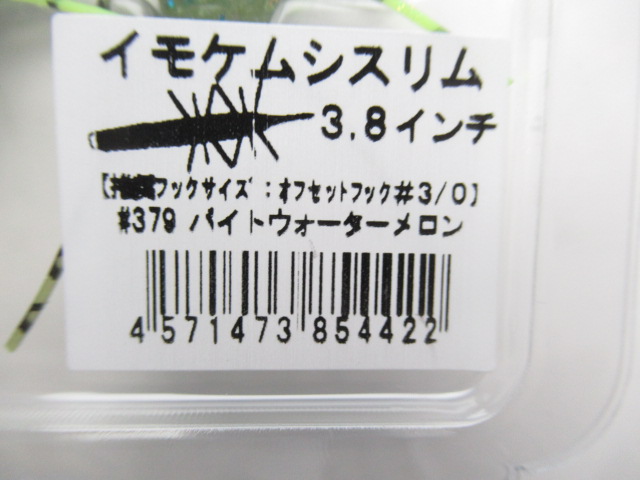 イモケムシスリム
3.8インチ
【フックサイズ:オフセットフック#3/0】
#379 バイトウォーターメロン
4571473854422